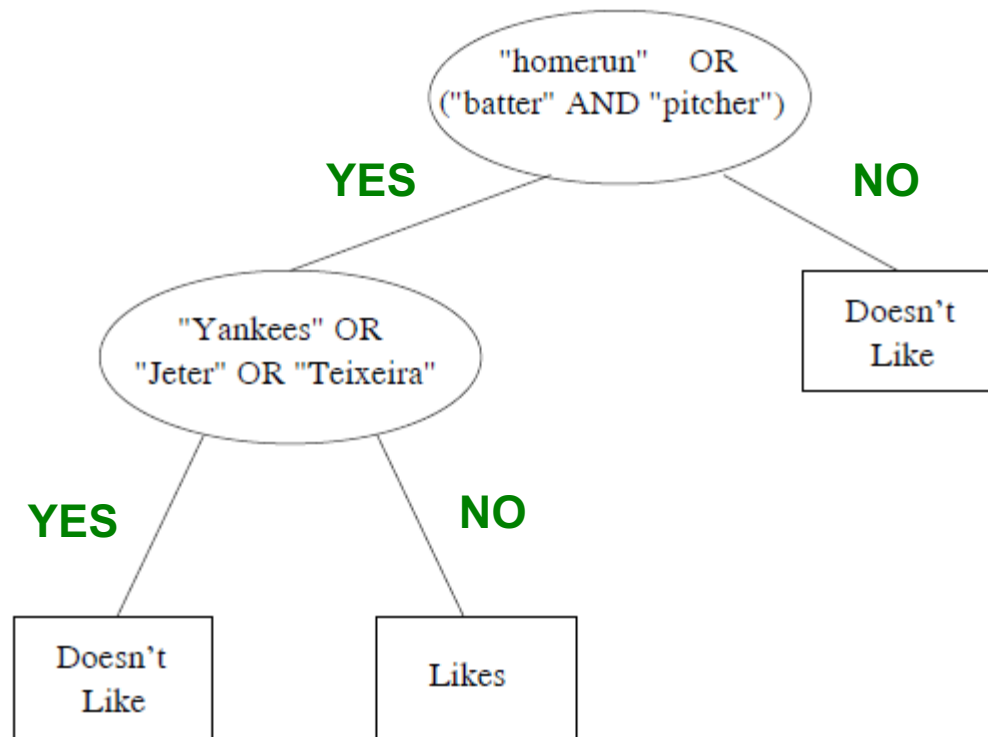 "homerun" OR
("batter" AND "pitcher")
YES
NO
"Yankees" OR
"Jeter" OR "Teixeira"
Doesn't
Like
YES
NO
Doesn't
Like
Likes